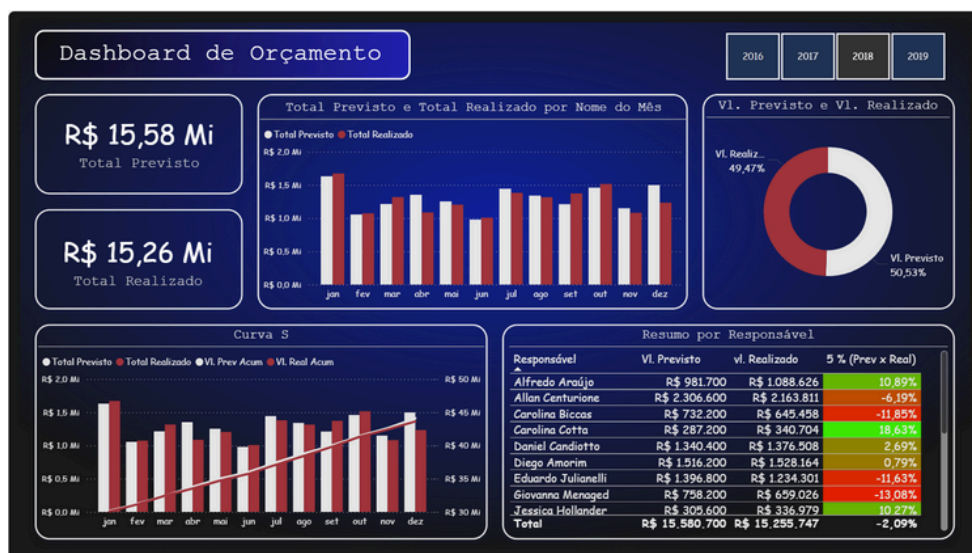 Dashboard de Orçamento
2016 2017 2018 2019
R$ 15,58 Mi
Total Previsto
R$ 15,26 Mi
Total Realizado
Total Previsto e Total Realizado por Nome do Mês
Total Previsto Total Realizado
R$ 2,0 Mi
R$ 1,5 Mi
R$ 1,0 Mi
R$ 0,5 Mi
R$ 0,0 Mi
jan fev mar abr mai jun jul ago set out nov dez
Vl. Previsto e Vl. Realizado
Vl. Realiz...
49,47%
Vl. Previsto
50,53%
Curva S
Total Previsto Total Realizado Vl. Prev Acum Vl. Real Acum
R$ 2,0 Mi R$ 50 Mi
R$ 1,5 Mi R$ 45 Mi
R$ 1,0 Mi R$ 40 Mi
R$ 0,5 Mi R$ 35 Mi
R$ 0,0 Mi R$ 30 Mi
jan fev mar abr mai jun jul ago set out nov dez
Resumo por Responsável
Responsável Vl. Previsto vl. Realizado 5 % (Prev x Real)
Alfredo Araújo R$ 981.700 R$ 1.088.626 10,89%
Allan Centurione R$ 2.306.600 R$ 2.163.811 -6,19%
Carolina Biccas R$ 732.200 R$ 645.458 -11,85%
Carolina Cotta R$ 287.200 R$ 340.704 18,63%
Daniel Candiotto R$ 1.340.400 R$ 1.376.508 2,69%
Diego Amorim R$ 1.516.200 R$ 1.528.164 0,79%
Eduardo Julianelli R$ 1.396.800 R$ 1.234.301 -11,63%
Giovanna Menaged R$ 758.200 R$ 659.026 -13,08%
Jessica Hollander R$ 305.600 R$ 336.979 10,27%
Total R$ 15.580.700 R$ 15.255.747 -2,09%